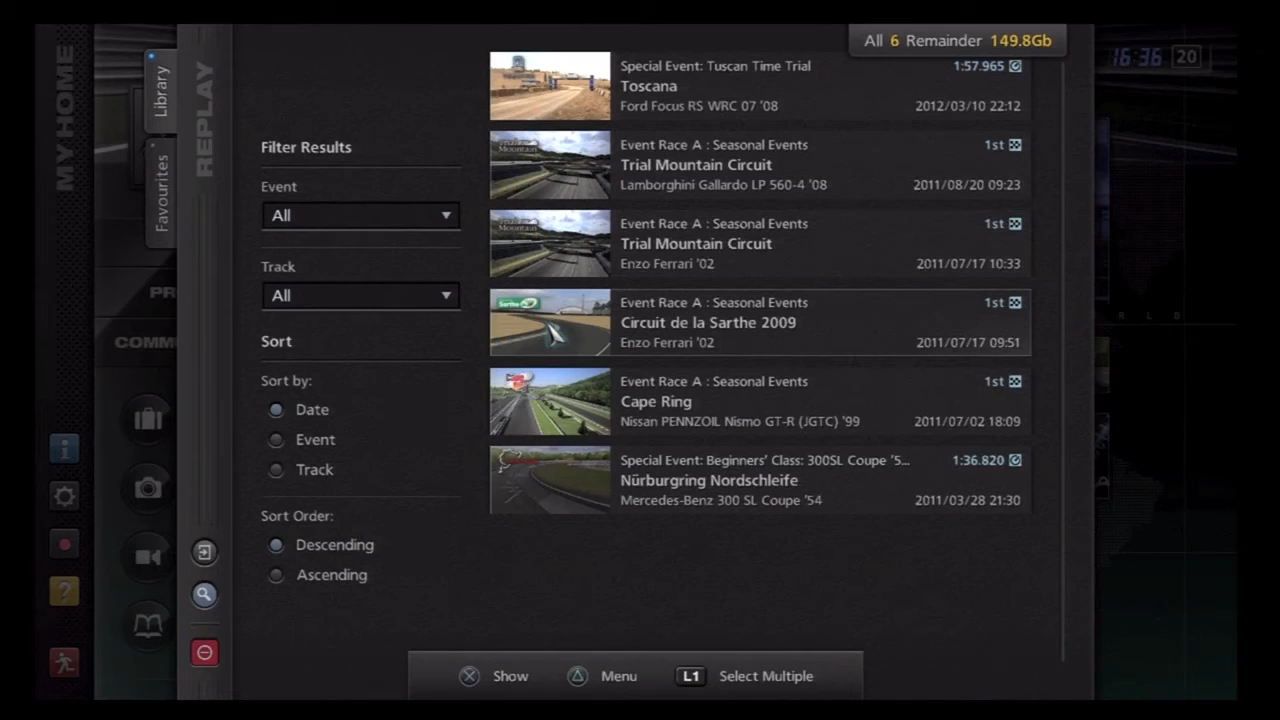 All 6 Remainder 149.8Gb
16:36 20
MY HOME
Library
Favourites
REPLAY
PR
COMMU
Filter Results
Event
All
Track
All
Sort
Sort by:
Date
Event
Track
Sort Order:
Descending
Ascending
Special Event: Tuscan Time Trial 1:57.965
Toscana
Ford Focus RS WRC 07 '08 2012/03/10 22:12
Event Race A : Seasonal Events 1st
Trial Mountain Circuit
Lamborghini Gallardo LP 560-4 '08 2011/08/20 09:23
Event Race A : Seasonal Events 1st
Trial Mountain Circuit
Enzo Ferrari '02 2011/07/17 10:33
Sarthe
Event Race A : Seasonal Events 1st
Circuit de la Sarthe 2009
Enzo Ferrari '02 2011/07/17 09:51
Event Race A : Seasonal Events 1st
Cape Ring
Nissan PENNZOIL Nismo GT-R (JGTC) '99 2011/07/02 18:09
Special Event: Beginners' Class: 300SL Coupe '5... 1:36.820
Nürburgring Nordschleife
Mercedes-Benz 300 SL Coupe '54 2011/03/28 21:30
R L D
Show Menu L1 Select Multiple